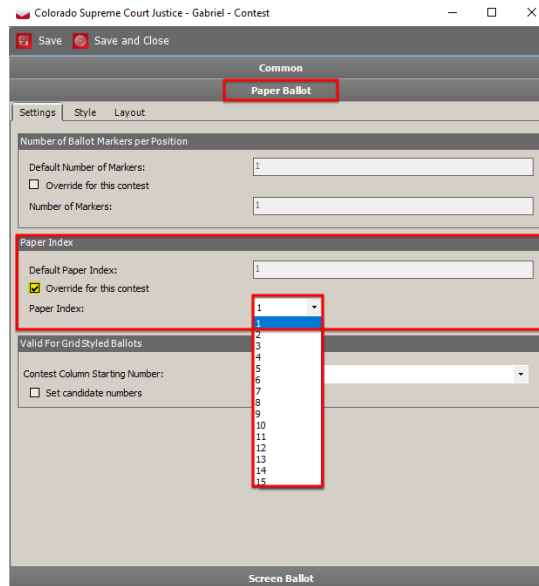 Colorado Supreme Court Justice - Gabriel - Contest
Save Save and Close
Common
Paper Ballot
Settings Style Layout
Number of Ballot Markers per Position
Default Number of Markers: 1
Override for this contest
Number of Markers: 1
Paper Index
Default Paper Index: 1
Override for this contest
Paper Index: 1
1
2
3
4
5
6
7
8
9
10
11
12
13
14
15
Valid For Grid Styled Ballots
Contest Column Starting Number:
Set candidate numbers
Screen Ballot